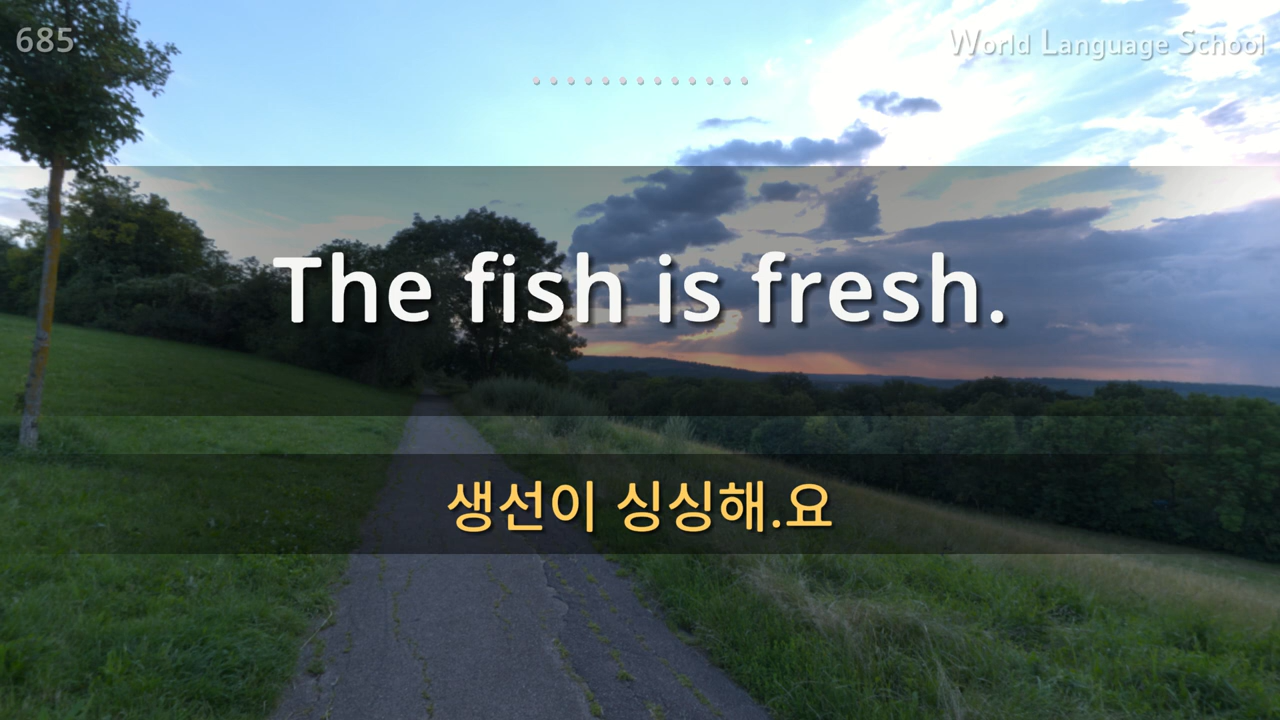 685
World Language School
The fish is fresh.
생선이 싱싱해.요